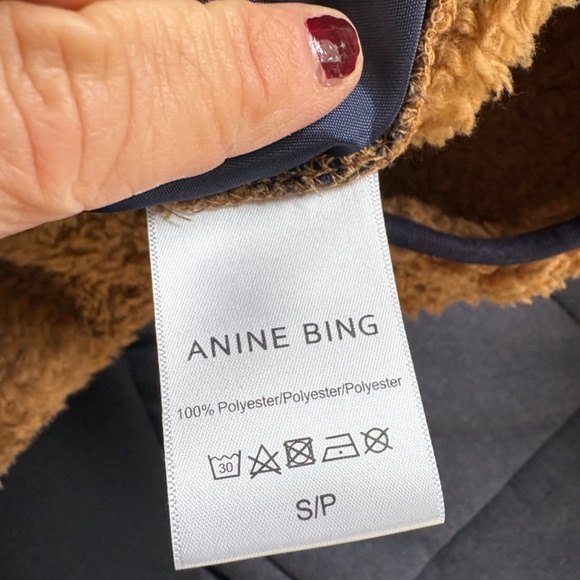 ANINE BING
100% Polyester/Polyester/Polyester
30
S/P